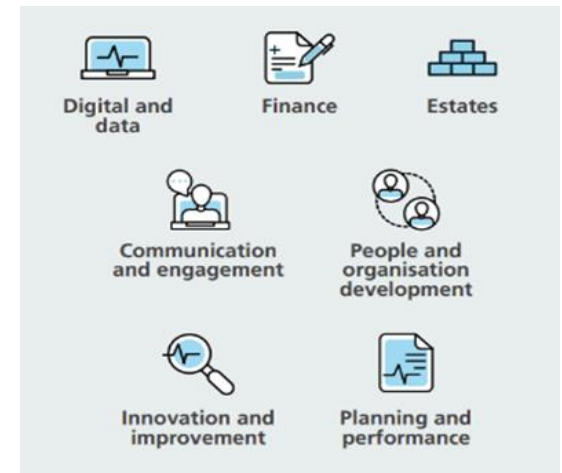 Digital and
data
Finance
Estates
Communication
and engagement
People and
organisation
development
Innovation and
improvement
Planning and
performance